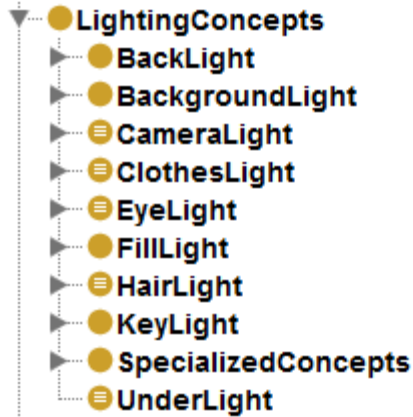 LightingConcepts
BackLight
BackgroundLight
CameraLight
ClothesLight
EyeLight
FillLight
HairLight
KeyLight
SpecializedConcepts
UnderLight